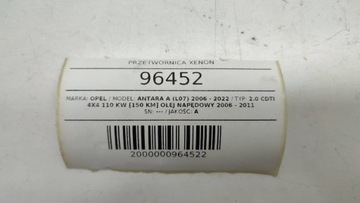 PRZETWORNICA XENON
96452
MARKA: OPEL / MODEL: ANTARA A (L07) 2006 - 2022 / TYP: 2.0 CDTI
4X4 110 KW [150 KM] OLEJ NAPĘDOWY 2006 - 2011
SN: --- / JAKOŚĆ: A
2000000964522